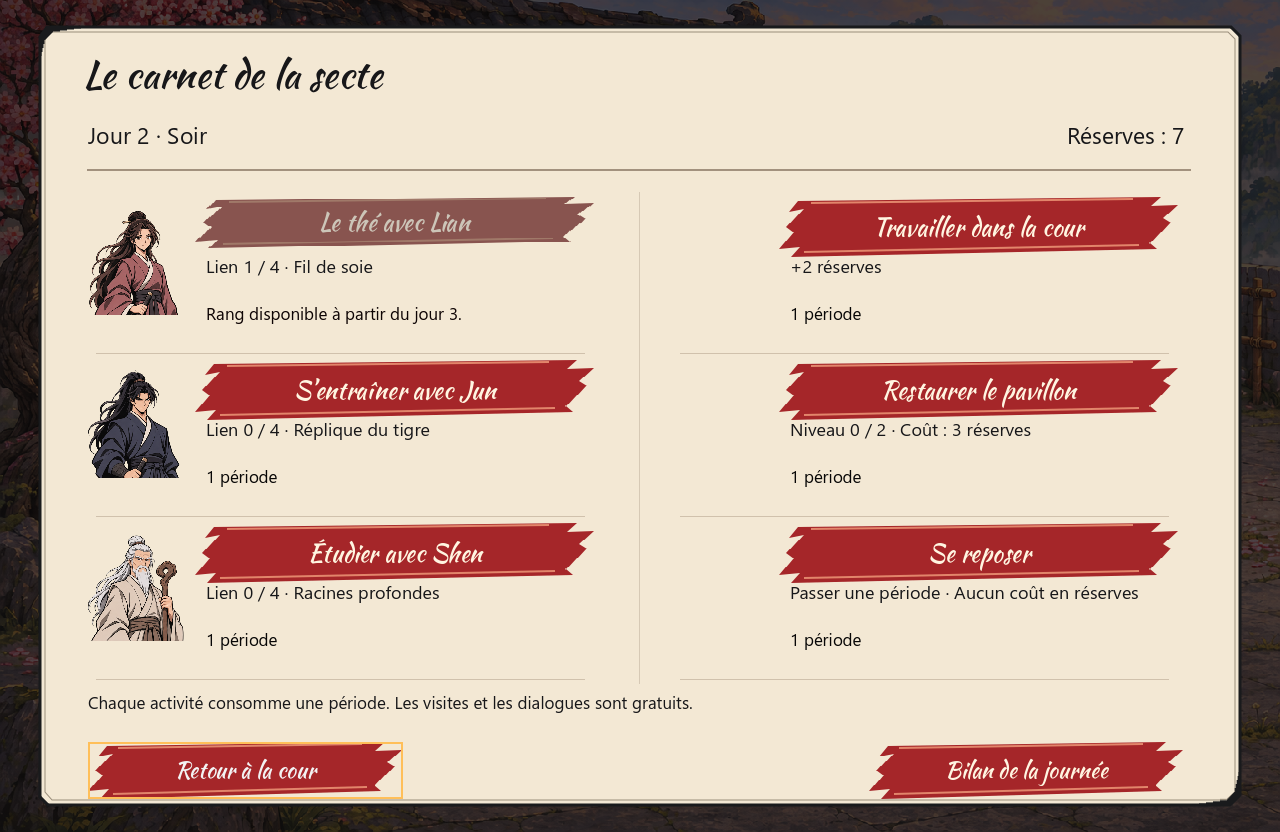 Le carnet de la secte
Jour 2 · Soir
Réserves : 7
Le thé avec Lian
Lien 1 / 4 · Fil de soie
Rang disponible à partir du jour 3.
S'entraîner avec Jun
Lien 0 / 4 · Réplique du tigre
1 période
Étudier avec Shen
Lien 0 / 4 · Racines profondes
1 période
Travailler dans la cour
+2 réserves
1 période
Restaurer le pavillon
Niveau 0 / 2 · Coût : 3 réserves
1 période
Se reposer
Passer une période · Aucun coût en réserves
1 période
Chaque activité consomme une période. Les visites et les dialogues sont gratuits.
Retour à la cour
Bilan de la journée